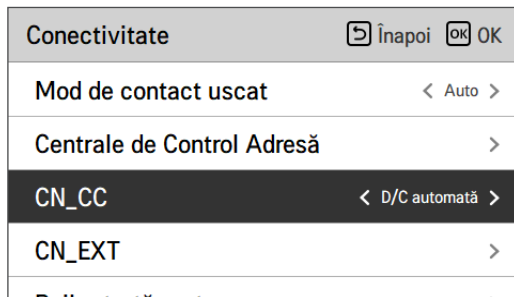 Conectivitate Înapoi OK OK
Mod de contact uscat < Auto >
Centrale de Control Adresă >
CN_CC < D/C automată >
CN_EXT >